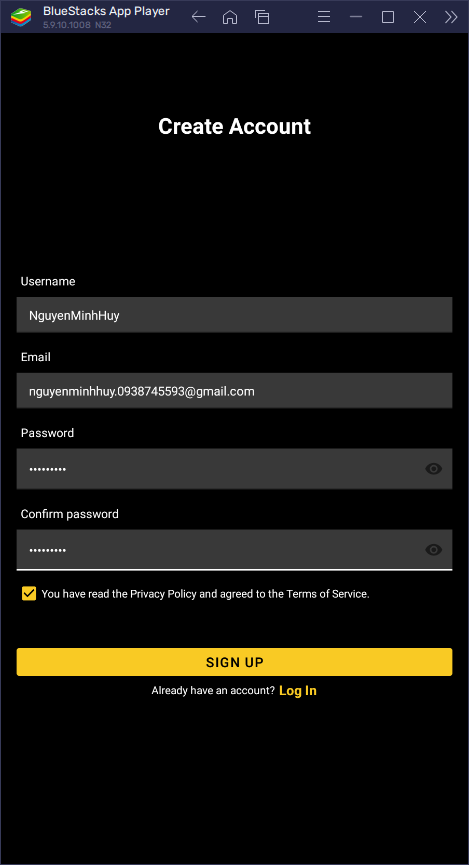 BlueStacks App Player
5.9.10.1008 N32
Create Account
Username
NguyenMinhHuy
Email
nguyenminhhuy.0938745593@gmail.com
Password
•••••••••
Confirm password
•••••••••
You have read the Privacy Policy and agreed to the Terms of Service.
SIGN UP
Already have an account? Log In